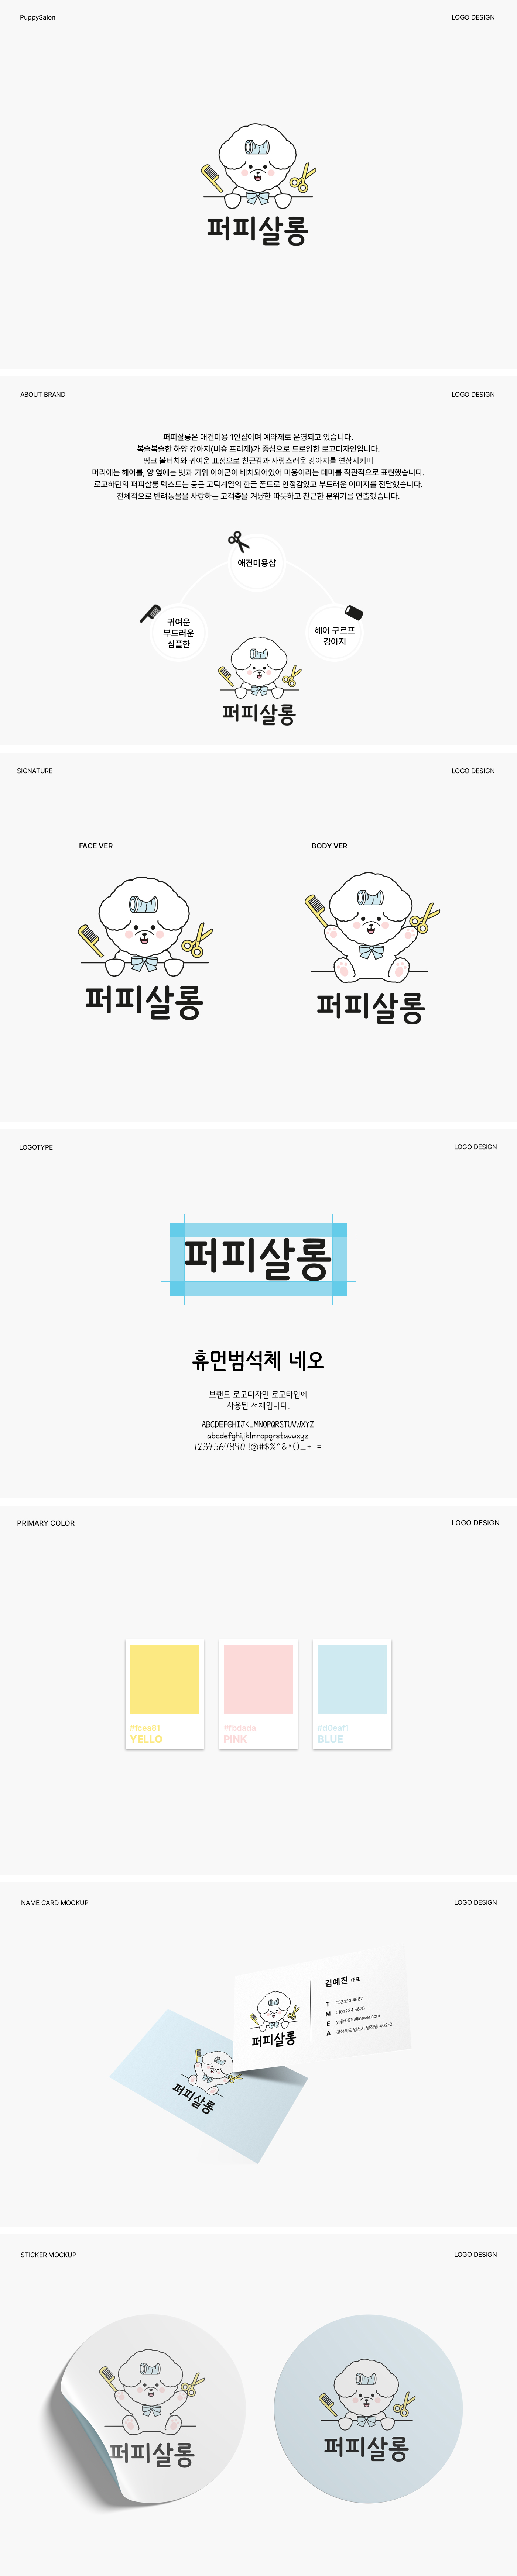 PuppySalon
LOGO DESIGN
퍼피살롱
ABOUT BRAND
LOGO DESIGN
퍼피살롱은 애견미용 1인샵이며 예약제로 운영되고 있습니다.
복슬복슬한 하양 강아지(비숑 프리제)가 중심으로 드로잉한 로고디자인입니다.
핑크 볼터치와 귀여운 표정으로 친근감과 사랑스러운 강아지를 연상시키며
머리에는 헤어롤, 양 옆에는 빗과 가위 아이콘이 배치되어있어 미용이라는 테마를 직관적으로 표현했습니다.
로고하단의 퍼피살롱 텍스트는 둥근 고딕계열의 한글 폰트로 안정감있고 부드러운 이미지를 전달했습니다.
전체적으로 반려동물을 사랑하는 고객층을 겨냥한 따뜻하고 친근한 분위기를 연출했습니다.
애견미용샵
귀여운
부드러운
심플한
헤어 구르프
강아지
퍼피살롱
SIGNATURE
LOGO DESIGN
FACE VER
BODY VER
퍼피살롱
퍼피살롱
LOGOTYPE
LOGO DESIGN
퍼피살롱
휴먼범석체 네오
브랜드 로고디자인 로고타입에
사용된 서체입니다.
ABCDEFGHIJKLMNOPQRSTUVWXYZ
abcdefghijklmnopqrstuvwxyz
1234567890 !@#$%^&*()_+-=
PRIMARY COLOR
LOGO DESIGN
#fcee81
YELLO
#fbdada
PINK
#d0eaf1
BLUE
NAME CARD MOCKUP
LOGO DESIGN
김예진 대표
T 032.123.4567
M 010.1234.5678
E yejin0916@naver.com
A
퍼피살롱
퍼피살롱
STICKER MOCKUP
LOGO DESIGN
퍼피살롱
퍼피살롱